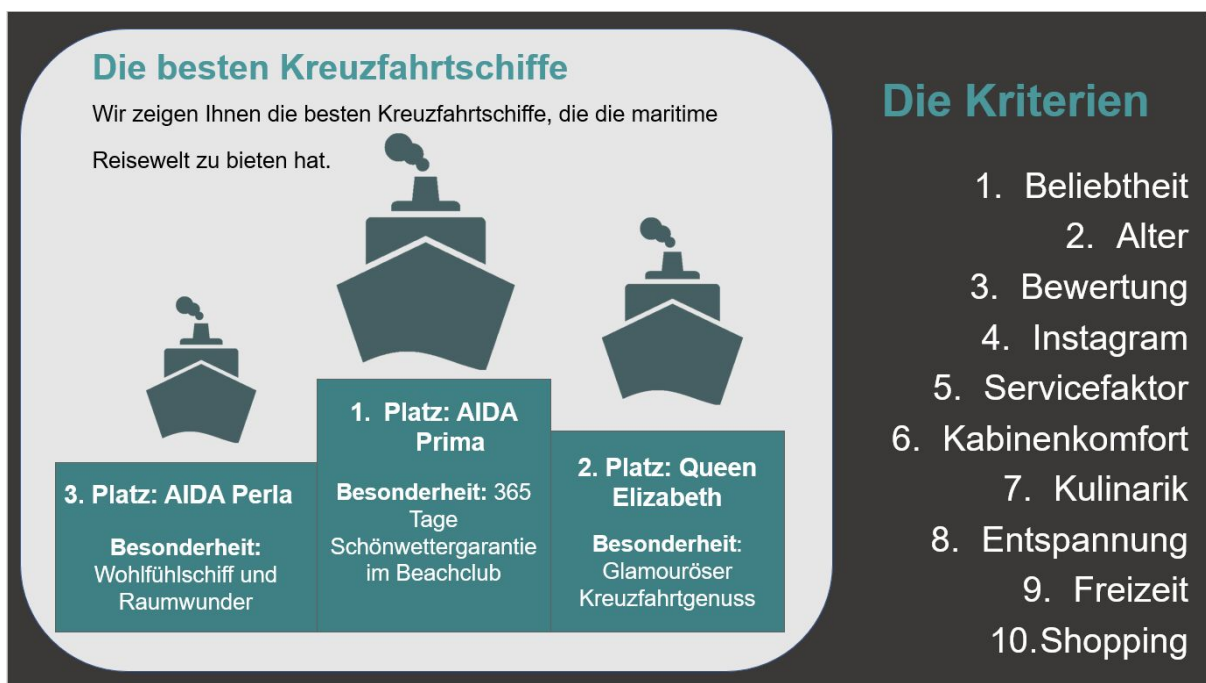 Die besten Kreuzfahrtschiffe
Wir zeigen Ihnen die besten Kreuzfahrtschiffe, die die maritime
Reisewelt zu bieten hat.
1. Platz: AIDA
Prima
Besonderheit: 365
Tage
Schönwettergarantie
im Beachclub
2. Platz: Queen
Elizabeth
Besonderheit:
Glamouröser
Kreuzfahrtgenuss
3. Platz: AIDA Perla
Besonderheit:
Wohlfühlschiff und
Raumwunder
Die Kriterien
1. Beliebtheit
2. Alter
3. Bewertung
4. Instagram
5. Servicefaktor
6. Kabinenkomfort
7. Kulinarik
8. Entspannung
9. Freizeit
10.Shopping